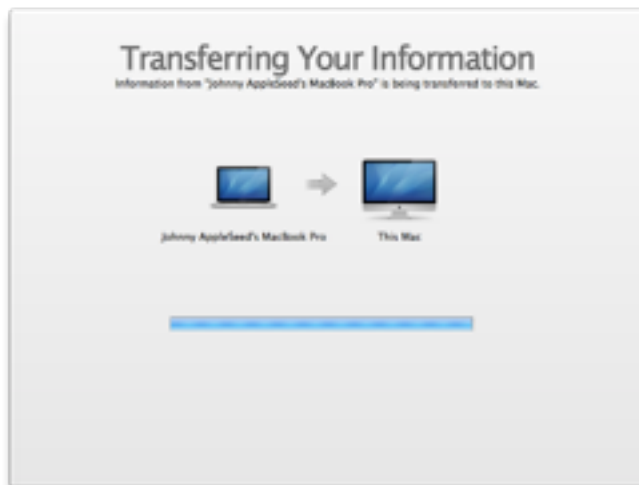 Transferring Your Information
Information from "Johnny AppleSeed's MacBook Pro" is being transferred to this Mac.
Johnny AppleSeed's MacBook Pro
This Mac